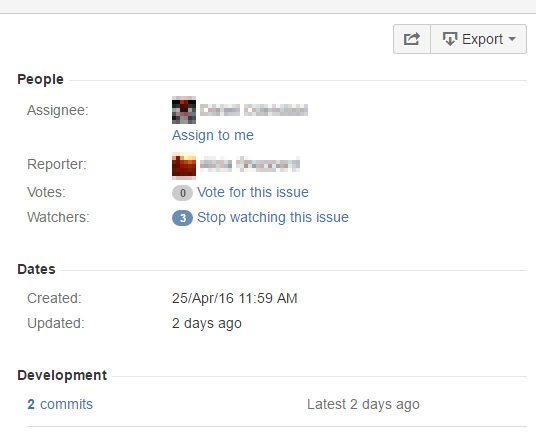 Export
People
Assignee:
Assign to me
Reporter:
Votes: 0 Vote for this issue
Watchers: 3 Stop watching this issue
Dates
Created: 25/Apr/16 11:59 AM
Updated: 2 days ago
Development
2 commits Latest 2 days ago